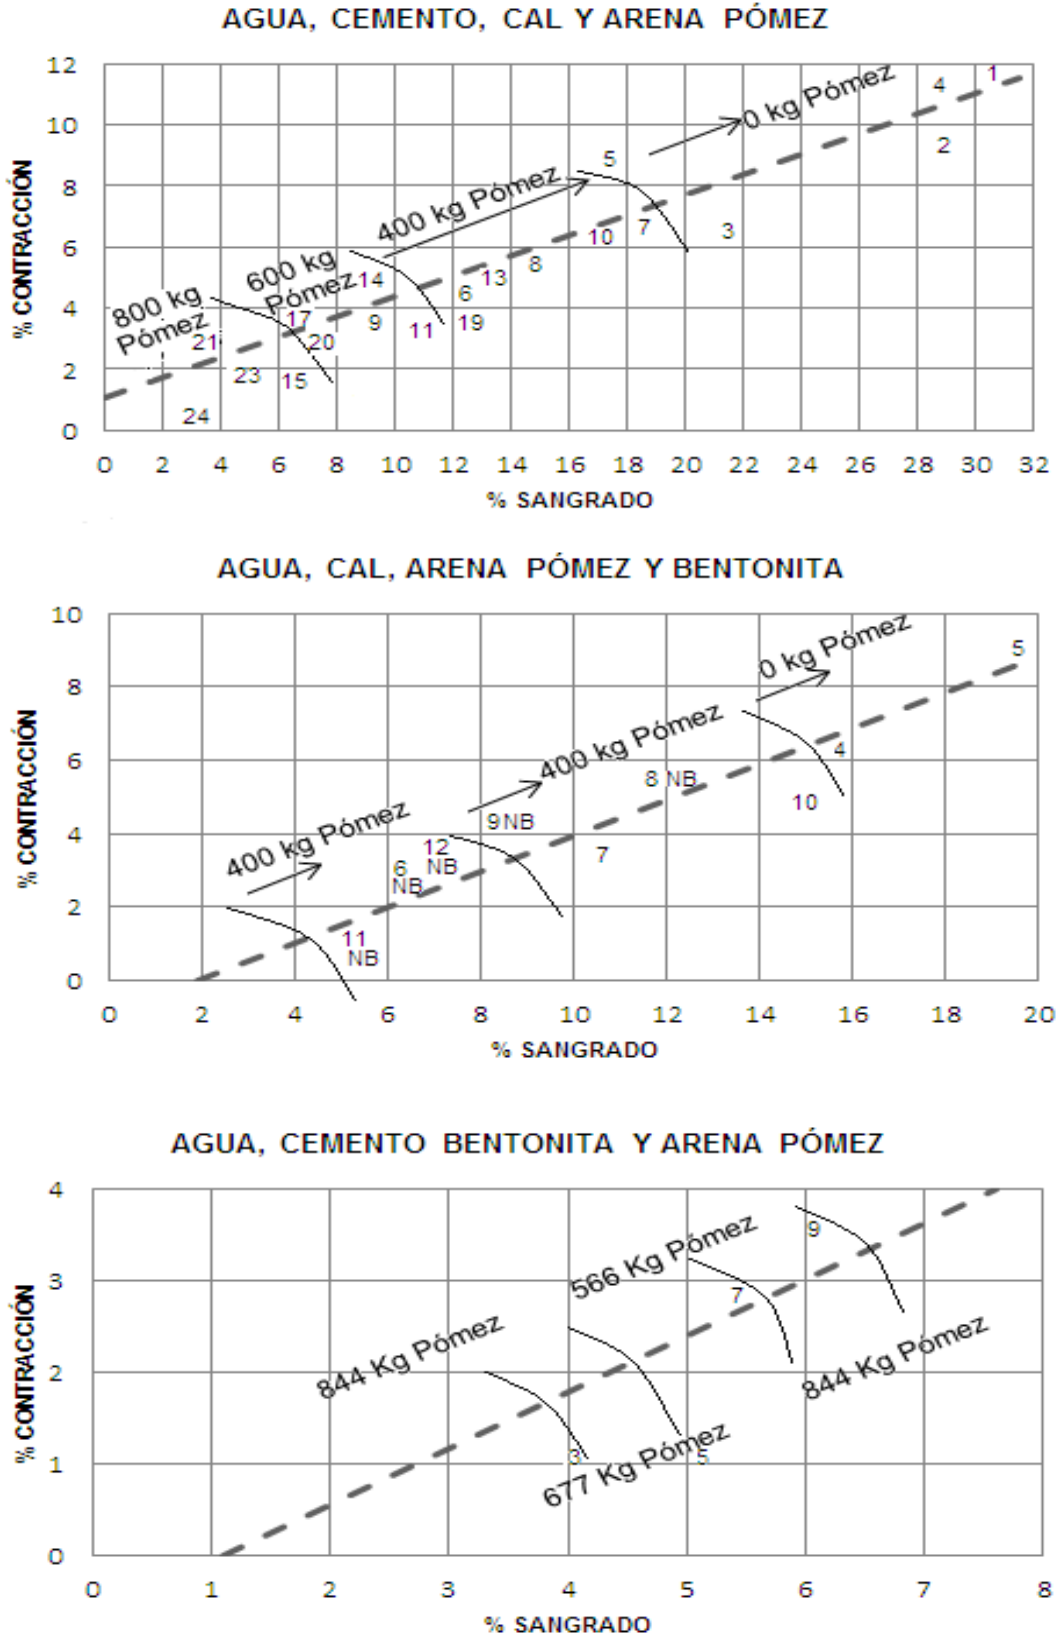 AGUA, CEMENTO, CAL Y ARENA PÓMEZ
% CONTRACCIÓN
12
10
8
6
4
2
0
800 kg
Pómez
600 kg
Pómez
400 kg Pómez
0 kg Pómez
1
4
2
5
3
7
10
8
13
14
6
19
9
11
17
20
21
23
15
24
0 2 4 6 8 10 12 14 16 18 20 22 24 26 28 30 32
% SANGRADO
AGUA, CAL, ARENA PÓMEZ Y BENTONITA
% CONTRACCIÓN
10
8
6
4
2
0
400 kg Pómez
400 kg Pómez
0 kg Pómez
5
4
8 NB
10
9 NB
7
12
NB
6
NB
11
NB
0 2 4 6 8 10 12 14 16 18 20
% SANGRADO
AGUA, CEMENTO BENTONITA Y ARENA PÓMEZ
% CONTRACCIÓN
4
3
2
1
0
844 Kg Pómez
566 Kg Pómez
9
7
844 Kg Pómez
3
5
677 Kg Pómez
0 1 2 3 4 5 6 7 8
% SANGRADO